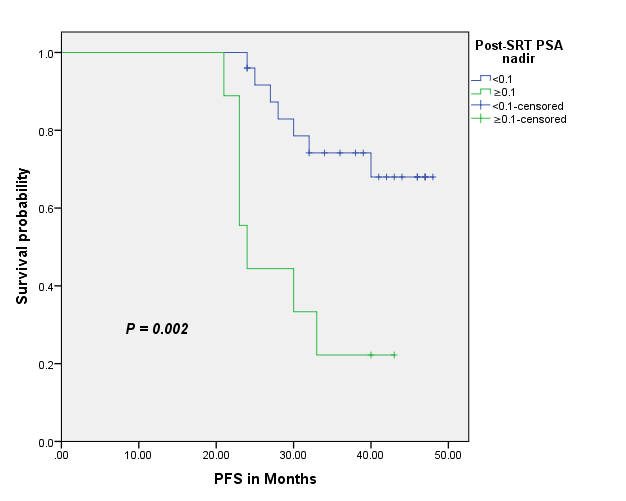 Post-SRT PSA
nadir
<0.1
≥0.1
<0.1-censored
≥0.1-censored
1.0
0.8
0.6
0.4
0.2
0.0
Survival probability
P = 0.002
.00
10.00
20.00
30.00
40.00
50.00
PFS in Months